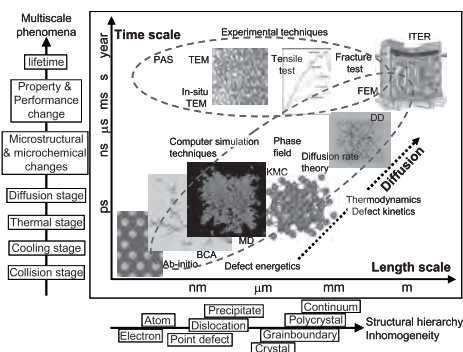 Multiscale
phenomena
lifetime
Property &
Performance
change
Microstructural
& microchemical
changes
Diffusion stage
Thermal stage
Cooling stage
Collision stage
Time scale
year
s
ms
μs
ns
ps
Experimental techniques
ITER
PAS
TEM
Tensile
test
Fracture
test
In-situ
TEM
FEM
DD
Computer simulation
techniques
Phase
field
Diffusion rate
theory
KMC
Diffusion
Thermodynamics
Defect kinetics
MD
BCA
Ab-initio
Defect energetics
Length scale
nm
μm
mm
m
Precipitate
Continuum
Atom
Dislocation
Polycrystal
Structural hierarchy
Electron
Point defect
Grainboundary
Inhomogeneity
Crystal